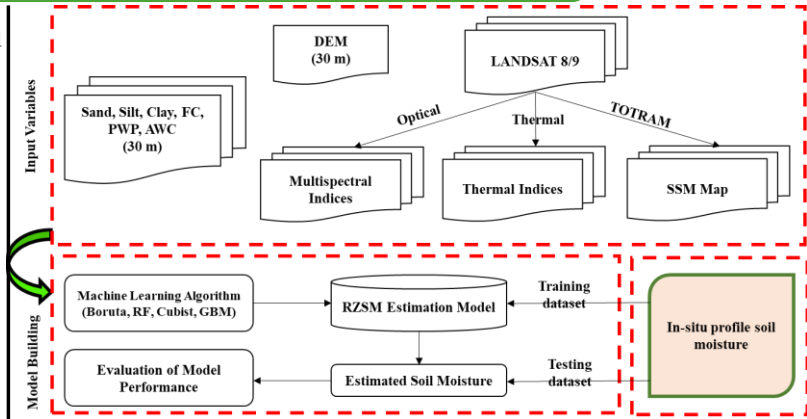 Input Variables
DEM
(30 m)
LANDSAT 8/9
Sand, Silt, Clay, FC,
PWP, AWC
(30 m)
Optical
Thermal
TOTRAM
Multispectral
Indices
Thermal Indices
SSM Map
Model Building
Machine Learning Algorithm
(Boruta, RF, Cubist, GBM)
RZSM Estimation Model
Training
dataset
In-situ profile soil
moisture
Evaluation of Model
Performance
Estimated Soil Moisture
Testing
dataset